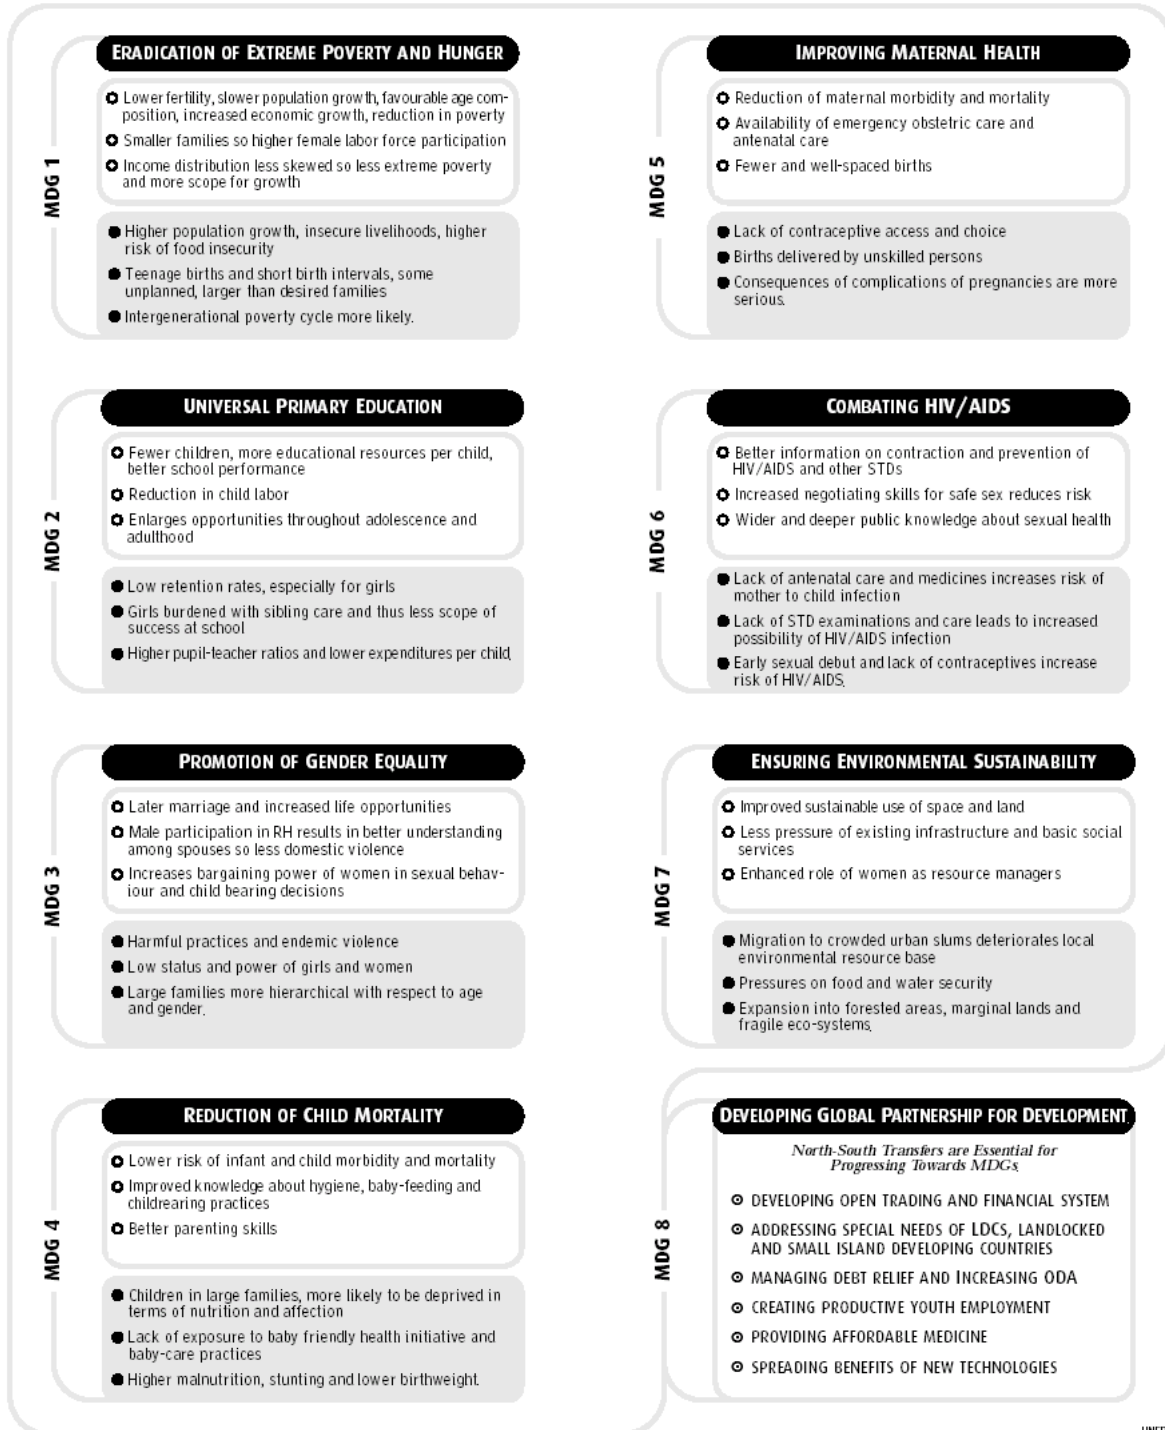 MDG 1
ERADICATION OF EXTREME POVERTY AND HUNGER
Lower fertility, slower population growth, favourable age com-
position, increased economic growth, reduction in poverty
Smaller families so higher female labor force participation
Income distribution less skewed so less extreme poverty
and more scope for growth
Higher population growth, insecure livelihoods, higher
risk of food insecurity
Teenage births and short birth intervals, some
unplanned, larger than desired families
Intergenerational poverty cycle more likely.
MDG 2
UNIVERSAL PRIMARY EDUCATION
Fewer children, more educational resources per child,
better school performance
Reduction in child labor
Enlarges opportunities throughout adolescence and
adulthood
Low retention rates, especially for girls
Girls burdened with sibling care and thus less scope of
success at school
Higher pupil-teacher ratios and lower expenditures per child.
MDG 3
PROMOTION OF GENDER EQUALITY
Later marriage and increased life opportunities
Male participation in RH results in better understanding
among spouses so less domestic violence
Increases bargaining power of women in sexual behav-
iour and child bearing decisions
Harmful practices and endemic violence
Low status and power of girls and women
Large families more hierarchical with respect to age
and gender.
MDG 4
REDUCTION OF CHILD MORTALITY
Lower risk of infant and child morbidity and mortality
Improved knowledge about hygiene, baby-feeding and
childrearing practices
Better parenting skills
Children in large families, more likely to be deprived in
terms of nutrition and affection
Lack of exposure to baby friendly health initiative and
baby-care practices
Higher malnutrition, stunting and lower birthweight.
MDG 5
IMPROVING MATERNAL HEALTH
Reduction of maternal morbidity and mortality
Availability of emergency obstetric care and
antenatal care
Fewer and well-spaced births
Lack of contraceptive access and choice
Births delivered by unskilled persons
Consequences of complications of pregnancies are more
serious.
MDG 6
COMBATING HIV/AIDS
Better information on contraction and prevention of
HIV/AIDS and other STDs
Increased negotiating skills for safe sex reduces risk
Wider and deeper public knowledge about sexual health
Lack of antenatal care and medicines increases risk of
mother to child infection
Lack of STD examinations and care leads to increased
possibility of HIV/AIDS infection
Early sexual debut and lack of contraceptives increase
risk of HIV/AIDS.
MDG 7
ENSURING ENVIRONMENTAL SUSTAINABILITY
Improved sustainable use of space and land
Less pressure of existing infrastructure and basic social
services
Enhanced role of women as resource managers
Migration to crowded urban slums deteriorates local
environmental resource base
Pressures on food and water security
Expansion into forested areas, marginal lands and
fragile eco-systems.
MDG 8
DEVELOPING GLOBAL PARTNERSHIP FOR DEVELOPMENT.
North-South Transfers are Essential for
Progressing Towards MDGs.
DEVELOPING OPEN TRADING AND FINANCIAL SYSTEM
ADDRESSING SPECIAL NEEDS OF LDCS, LANDLOCKED
AND SMALL ISLAND DEVELOPING COUNTRIES
MANAGING DEBT RELIEF AND INCREASING ODA
CREATING PRODUCTIVE YOUTH EMPLOYMENT
PROVIDING AFFORDABLE MEDICINE
SPREADING BENEFITS OF NEW TECHNOLOGIES